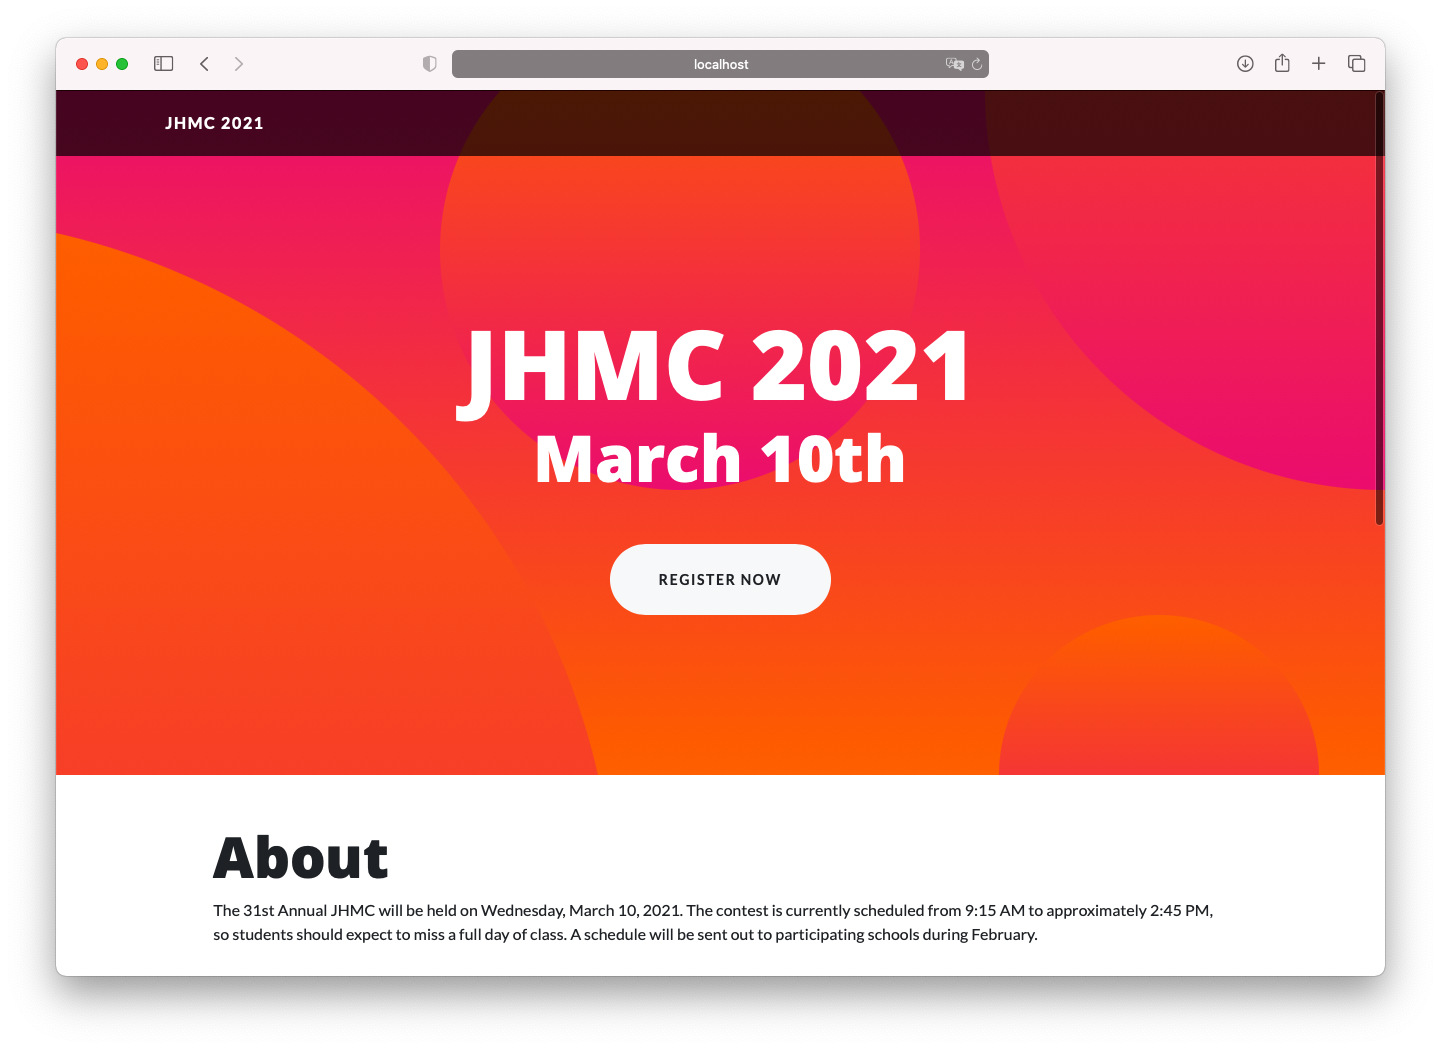 localhost
JHMC 2021
JHMC 2021
March 10th
REGISTER NOW
About
The 31st Annual JHMC will be held on Wednesday, March 10, 2021. The contest is currently scheduled from 9:15 AM to approximately 2:45 PM,
so students should expect to miss a full day of class. A schedule will be sent out to participating schools during February.